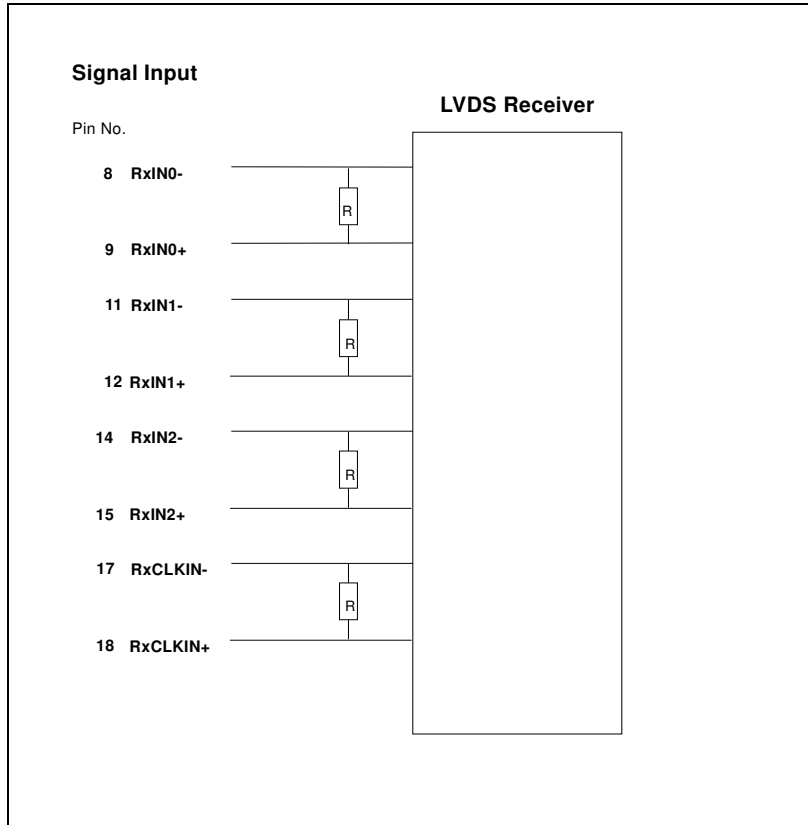 Signal Input
LVDS Receiver
Pin No.
8 RxIN0-
R
9 RxIN0+
11 RxIN1-
R
12 RxIN1+
14 RxIN2-
R
15 RxIN2+
17 RxCLKIN-
R
18 RxCLKIN+